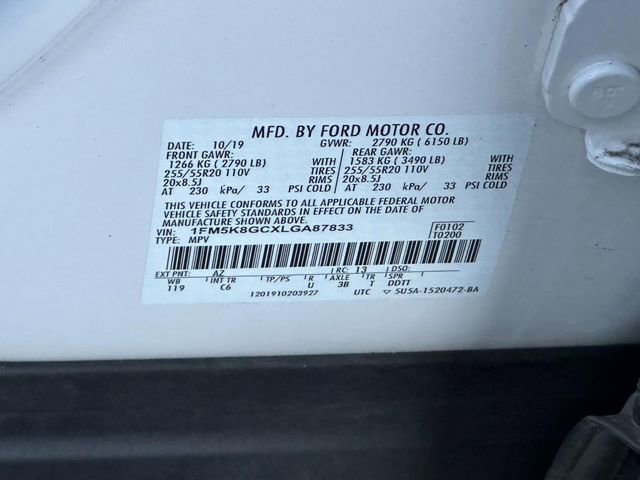 MFD. BY FORD MOTOR CO.
DATE: 10/19 GVWR: 2790 KG ( 6150 LB)
FRONT GAWR: REAR GAWR:
1266 KG ( 2790 LB) WITH 1583 KG ( 3490 LB) WITH
255/55R20 110V TIRES 255/55R20 110V TIRES
20x8.5J RIMS 20x8.5J RIMS
AT 230 kPa/ 33 PSI COLD AT 230 kPa/ 33 PSI COLD
THIS VEHICLE CONFORMS TO ALL APPLICABLE FEDERAL MOTOR
VEHICLE SAFETY AND THEFT PREVENTION STANDARDS IN EFFECT ON THE DATE OF
MANUFACTURE SHOWN ABOVE.
VIN: 1FM5K8GCXLGA87833 F0102
TYPE: MPV T0200
EXT PNT: AZ RC: 13 DSO:
WB INT TR TP/PS R AXLE TR SPR
119 C6 U 3B T DDTT
1201910203927 UTC ▽ 5U5A-1520472-BA